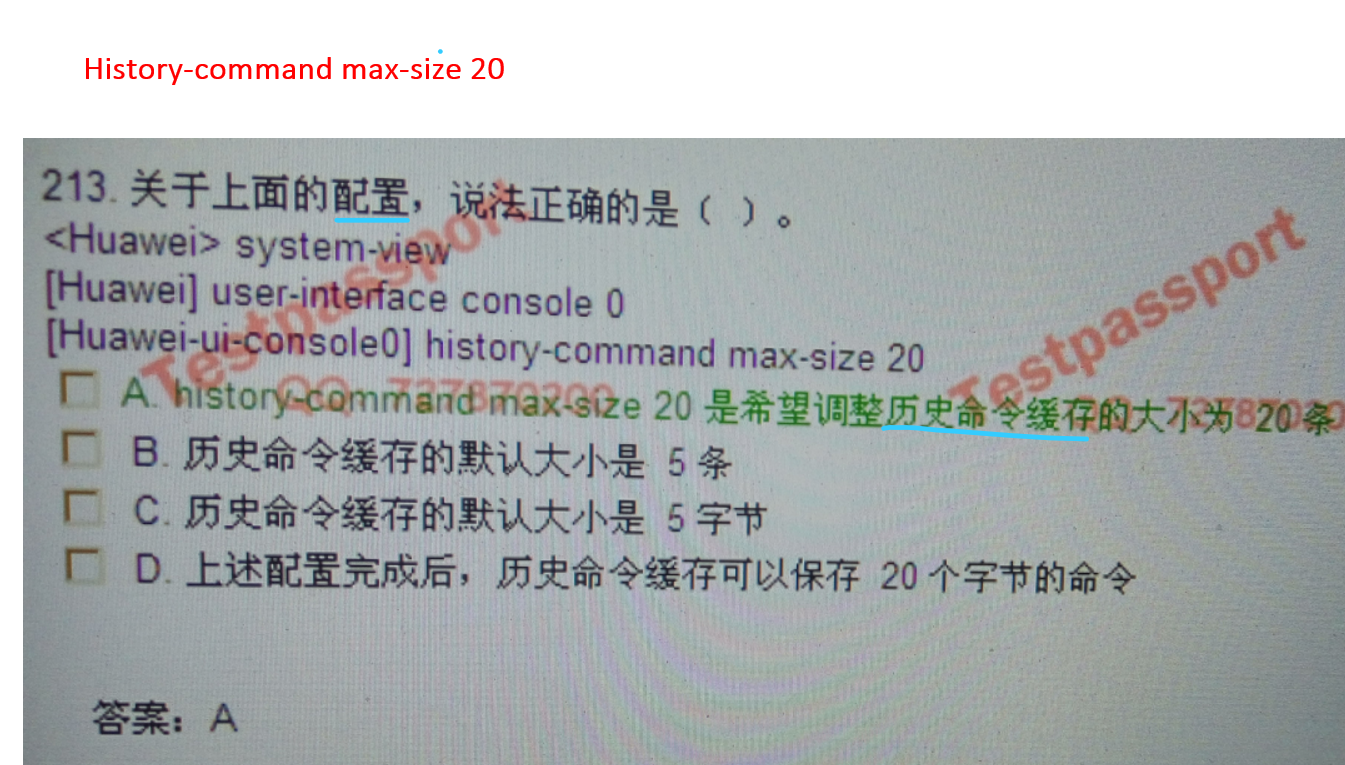 History-command max-size 20
213. 关于上面的配置，说法正确的是（ ）。
<Huawei> system-view
[Huawei] user-interface console 0
[Huawei-ui-console0] history-command max-size 20
A. history-command max-size 20 是希望调整历史命令缓存的大小为 20 条
B. 历史命令缓存的默认大小是 5 条
C. 历史命令缓存的默认大小是 5 字节
D. 上述配置完成后，历史命令缓存可以保存 20 个字节的命令
答案：A
Testpassport
Testpassport